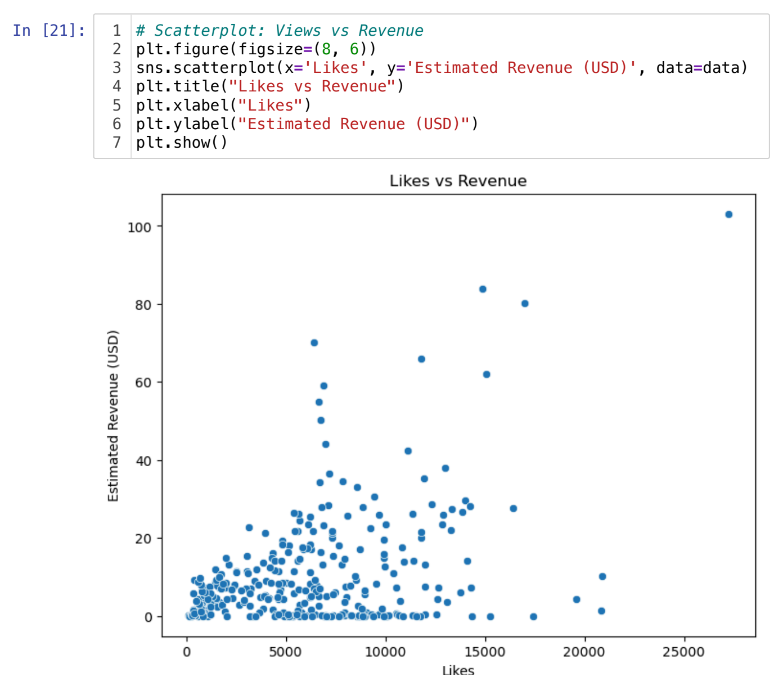 In [21]:
1 # Scatterplot: Views vs Revenue
2 plt.figure(figsize=(8, 6))
3 sns.scatterplot(x='Likes', y='Estimated Revenue (USD)', data=data)
4 plt.title("Likes vs Revenue")
5 plt.xlabel("Likes")
6 plt.ylabel("Estimated Revenue (USD)")
7 plt.show()
Likes vs Revenue
Estimated Revenue (USD)
100
80
60
40
20
0
0 5000 10000 15000 20000 25000
Likes